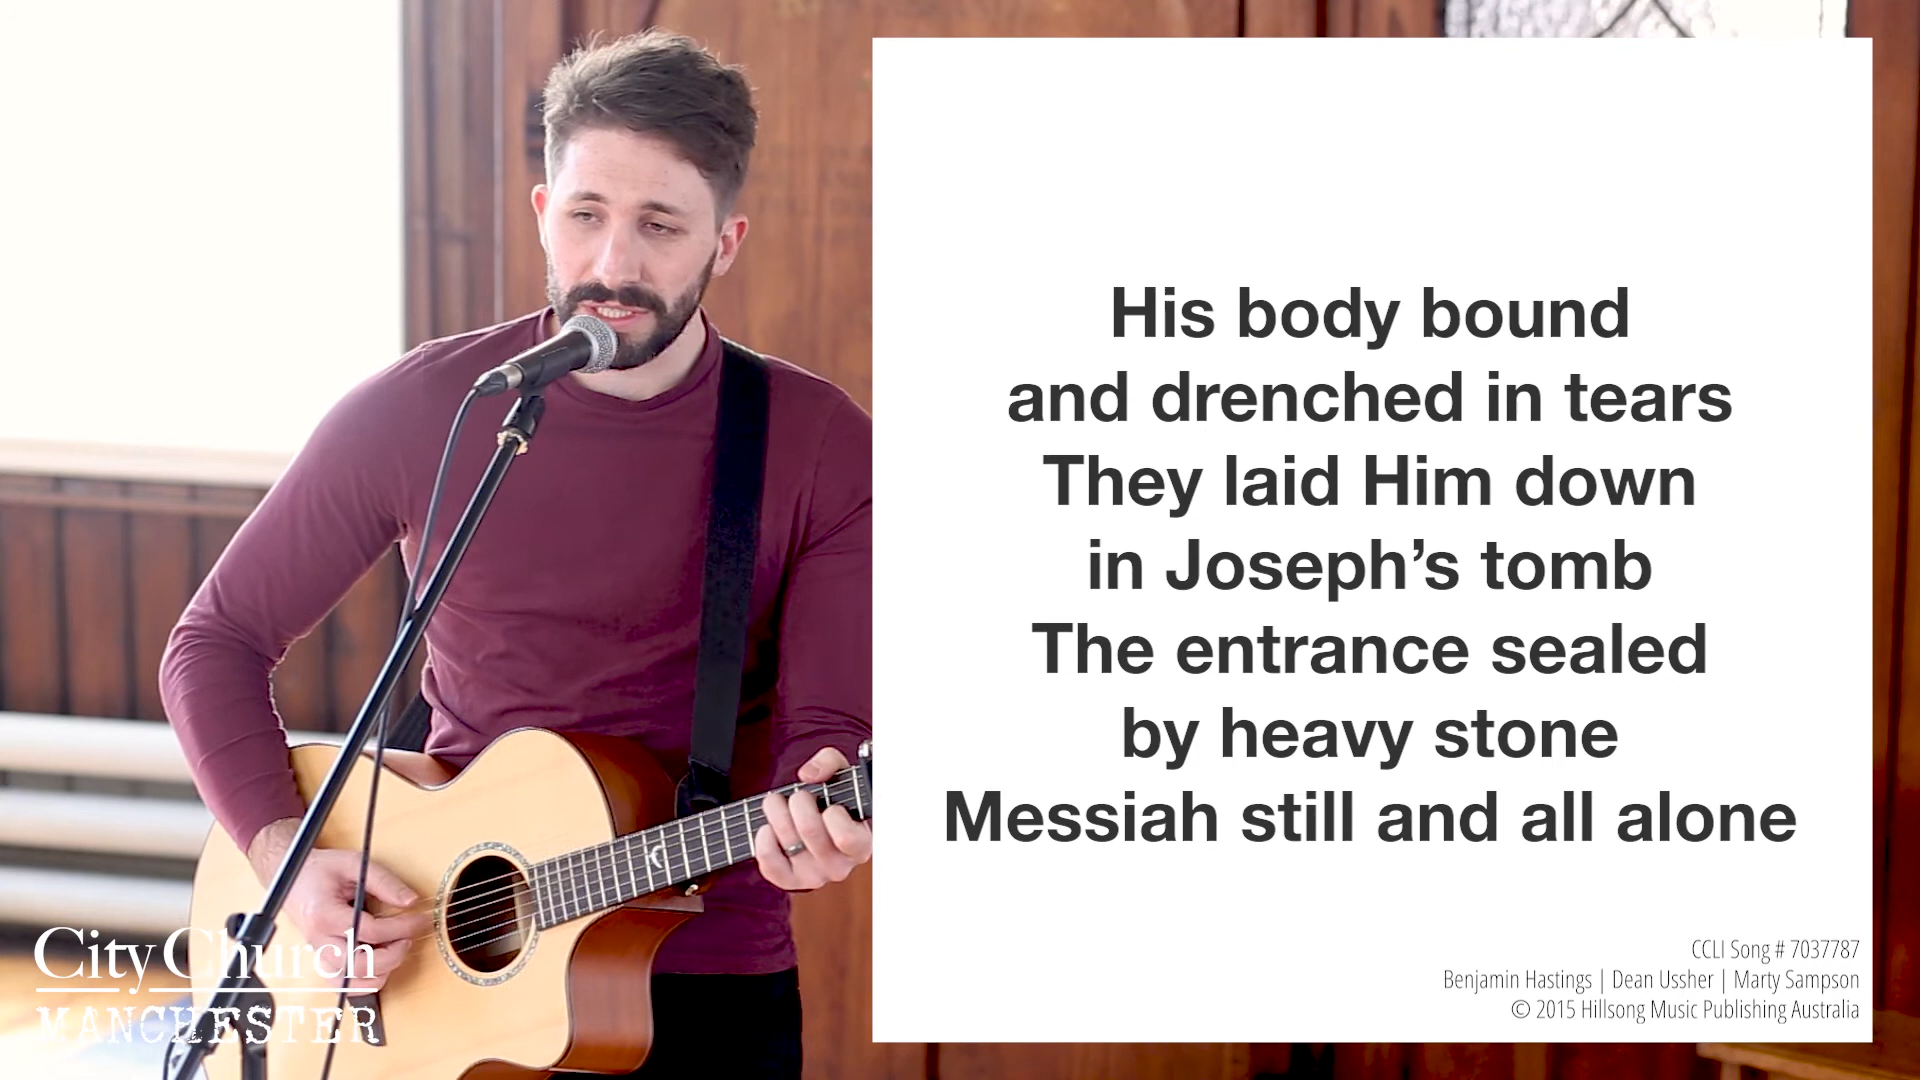 His body bound
and drenched in tears
They laid Him down
in Joseph’s tomb
The entrance sealed
by heavy stone
Messiah still and all alone
CCLI Song # 7037787
Benjamin Hastings | Dean Ussher | Marty Sampson
© 2015 Hillsong Music Publishing Australia
City Church
MANCHESTER